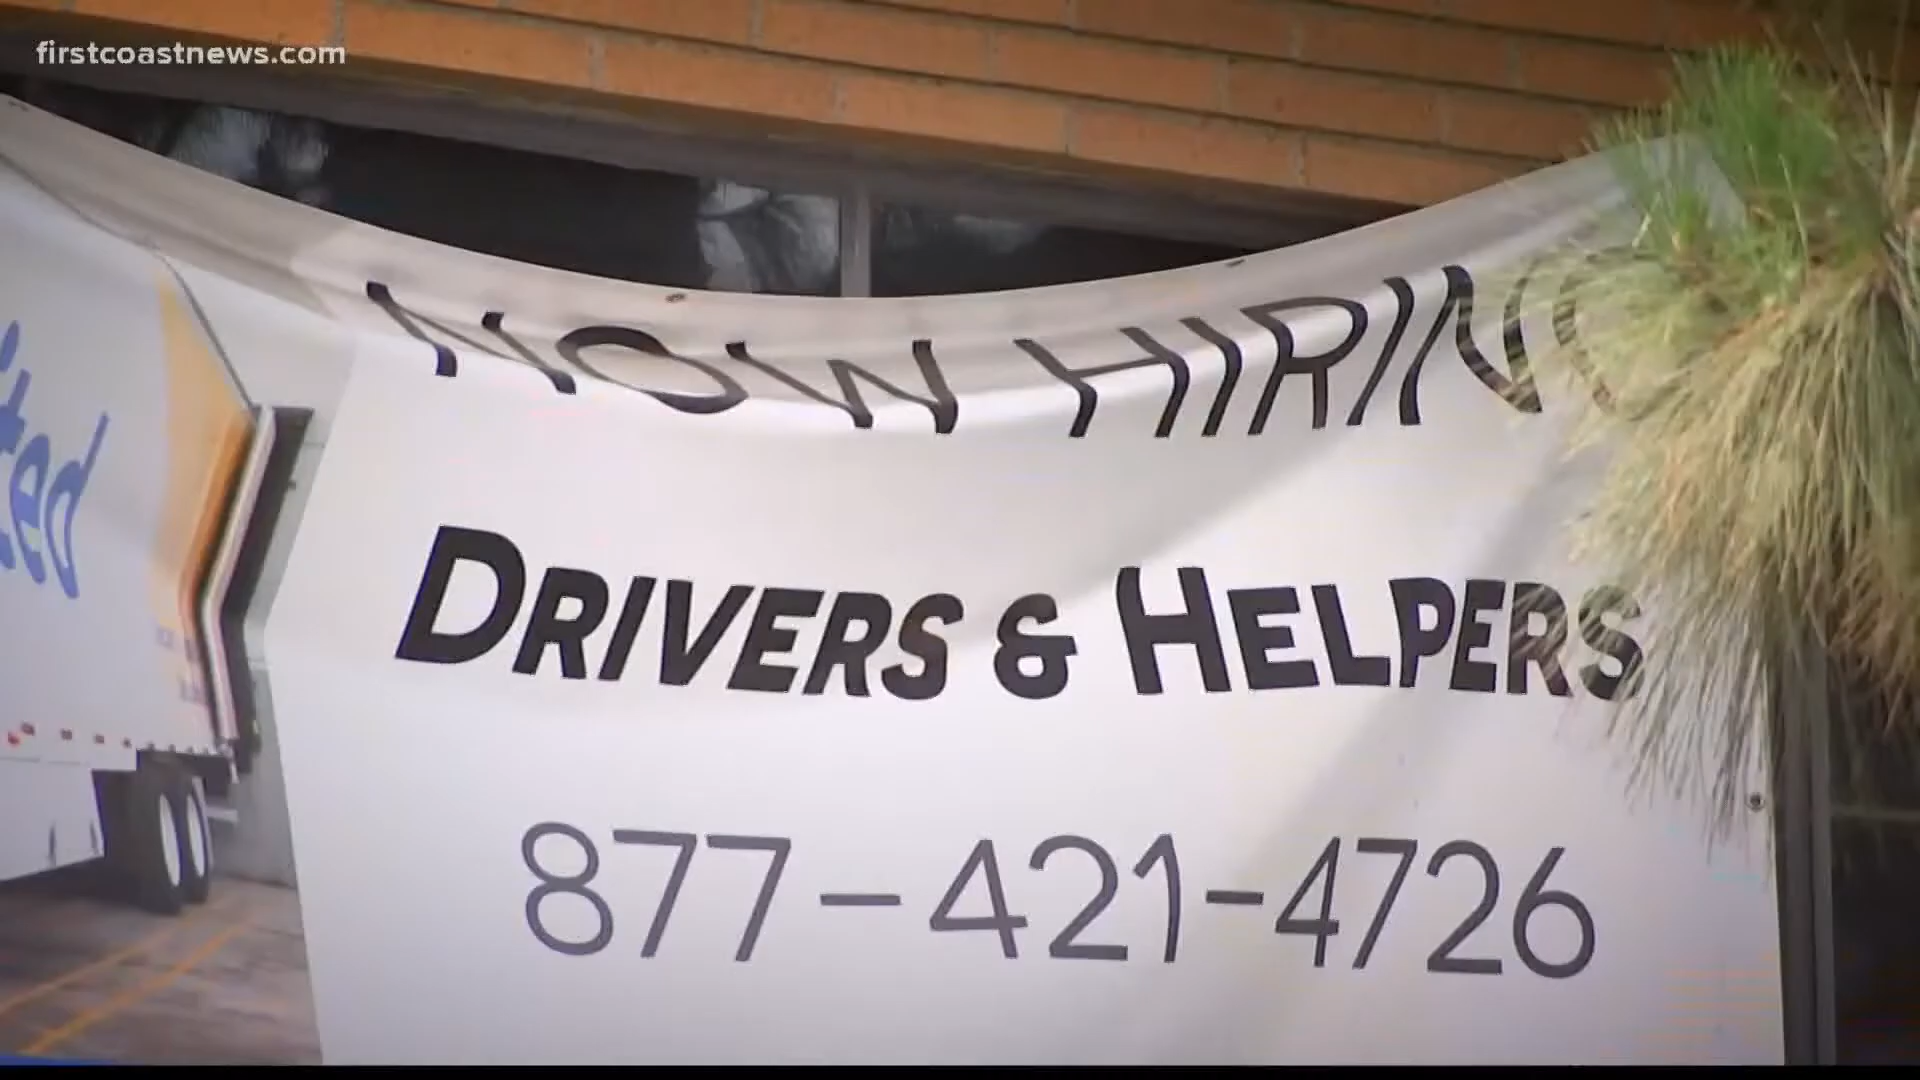 firstcoastnews.com
NOW HIRING
DRIVERS & HELPERS
877-421-4726